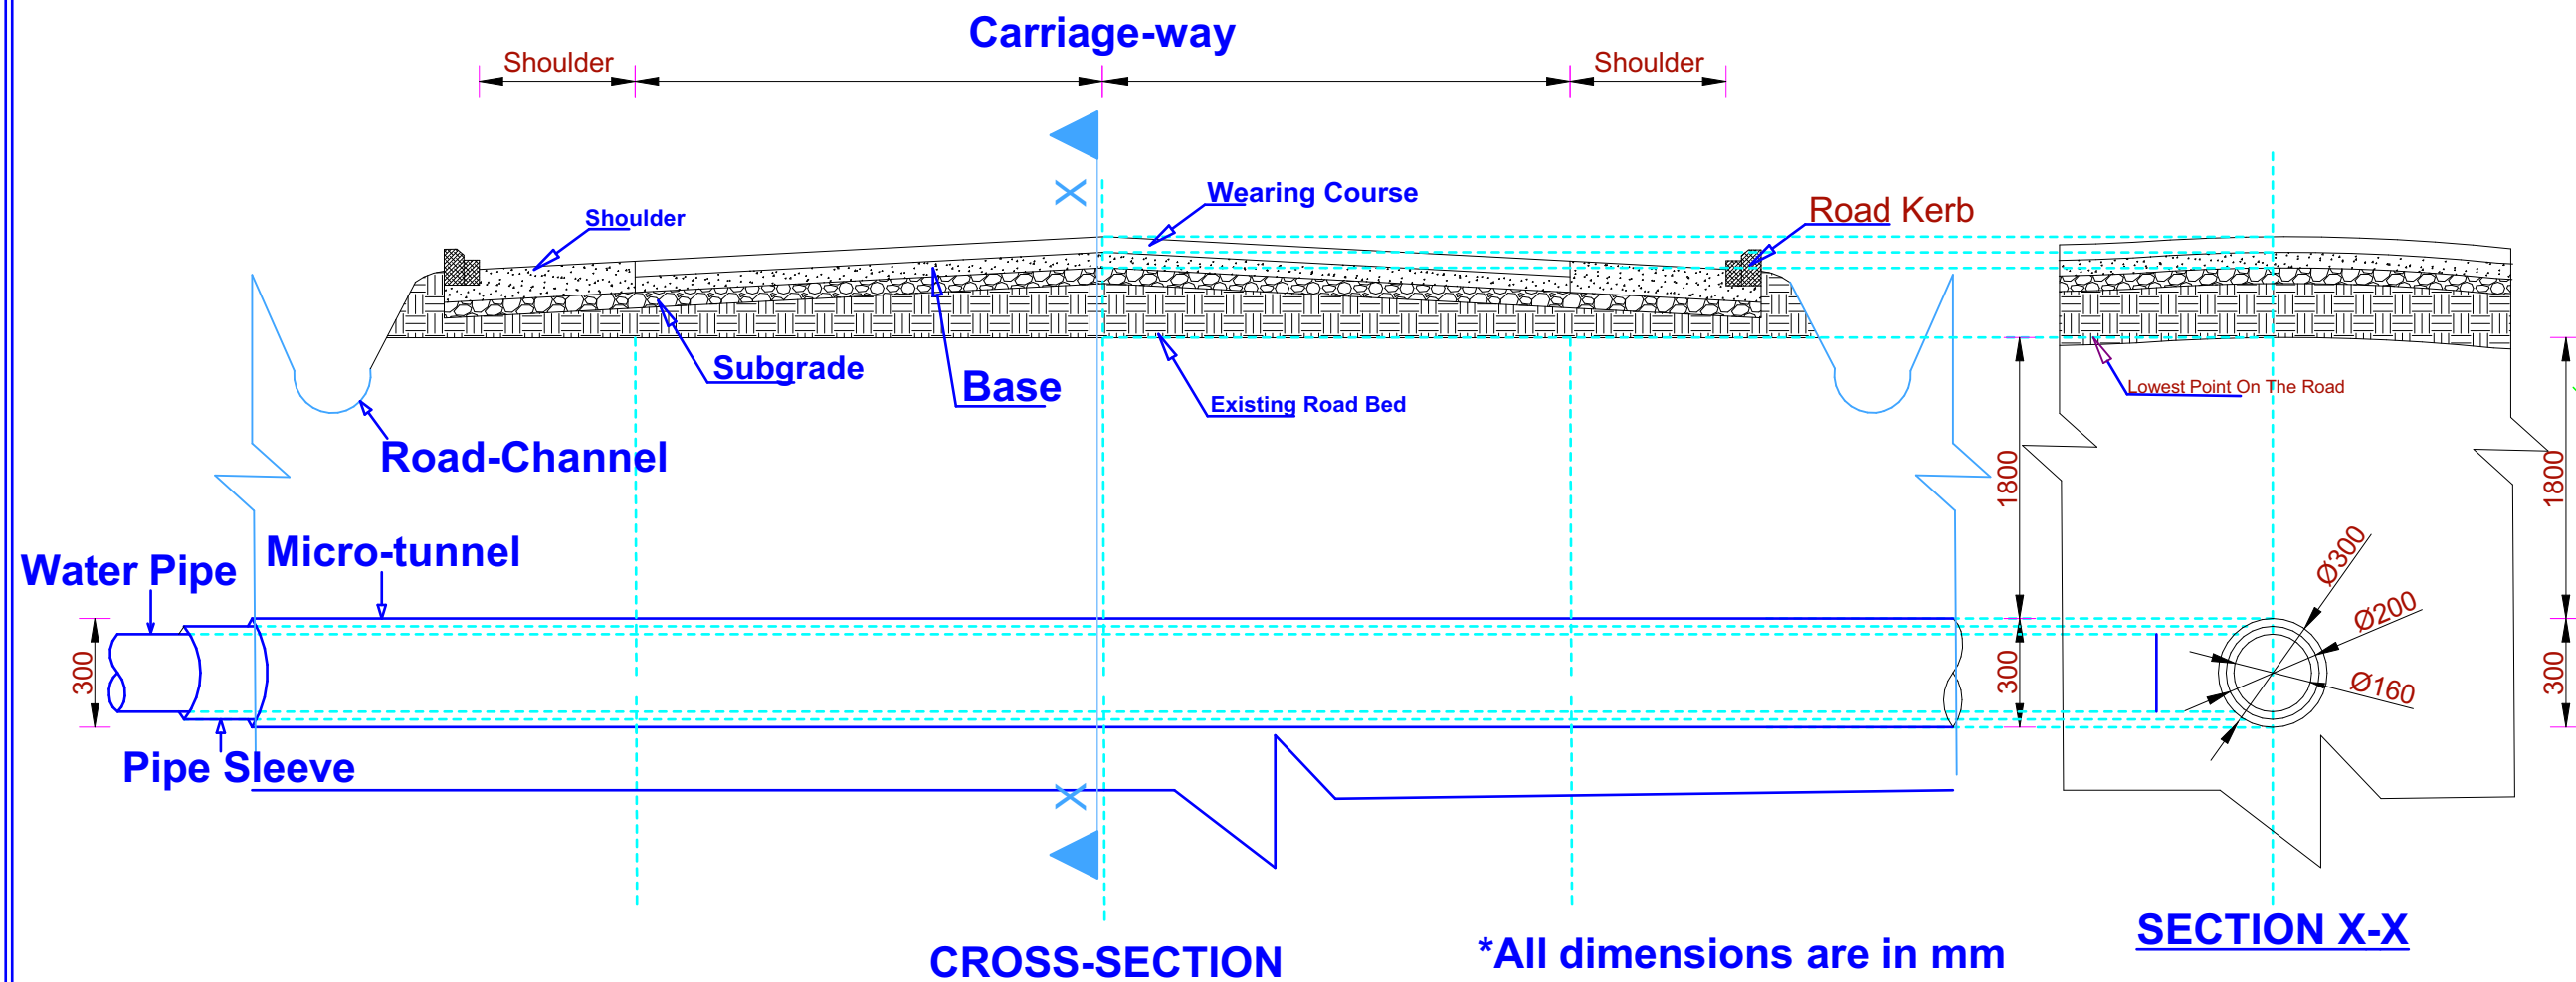 Carriage-way
Shoulder
Shoulder
X
Wearing Course
Road Kerb
Shoulder
Subgrade
Base
Existing Road Bed
Lowest Point On The Road
Road-Channel
1800
1800
Micro-tunnel
Water Pipe
Ø300
Ø200
Ø160
300
300
300
Pipe Sleeve
X
CROSS-SECTION
*All dimensions are in mm
SECTION X-X